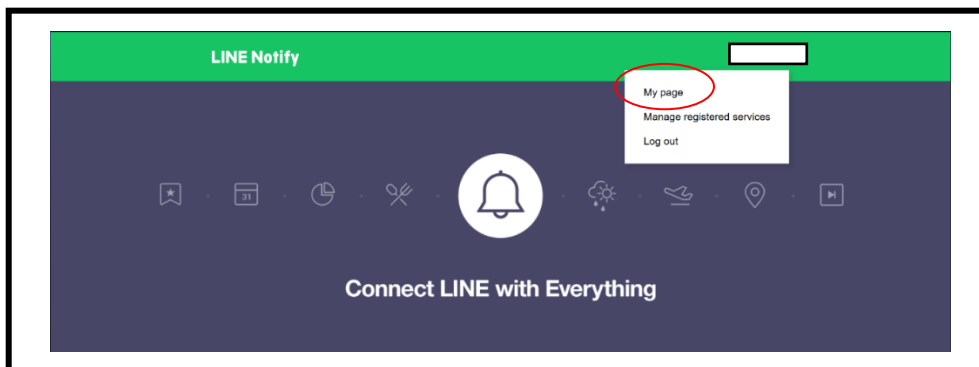 LINE Notify
My page
Manage registered services
Log out
31
Connect LINE with Everything